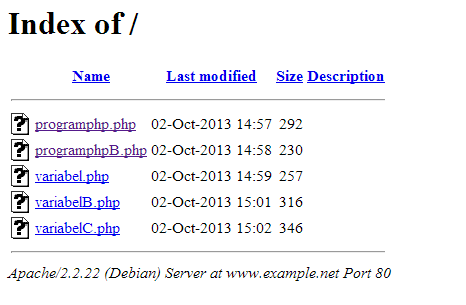 Index of /
Name Last modified Size Description
programphp.php 02-Oct-2013 14:57 292
programphpB.php 02-Oct-2013 14:58 230
variabel.php 02-Oct-2013 14:59 257
variabelB.php 02-Oct-2013 15:01 316
variabelC.php 02-Oct-2013 15:02 346
Apache/2.2.22 (Debian) Server at www.example.net Port 80